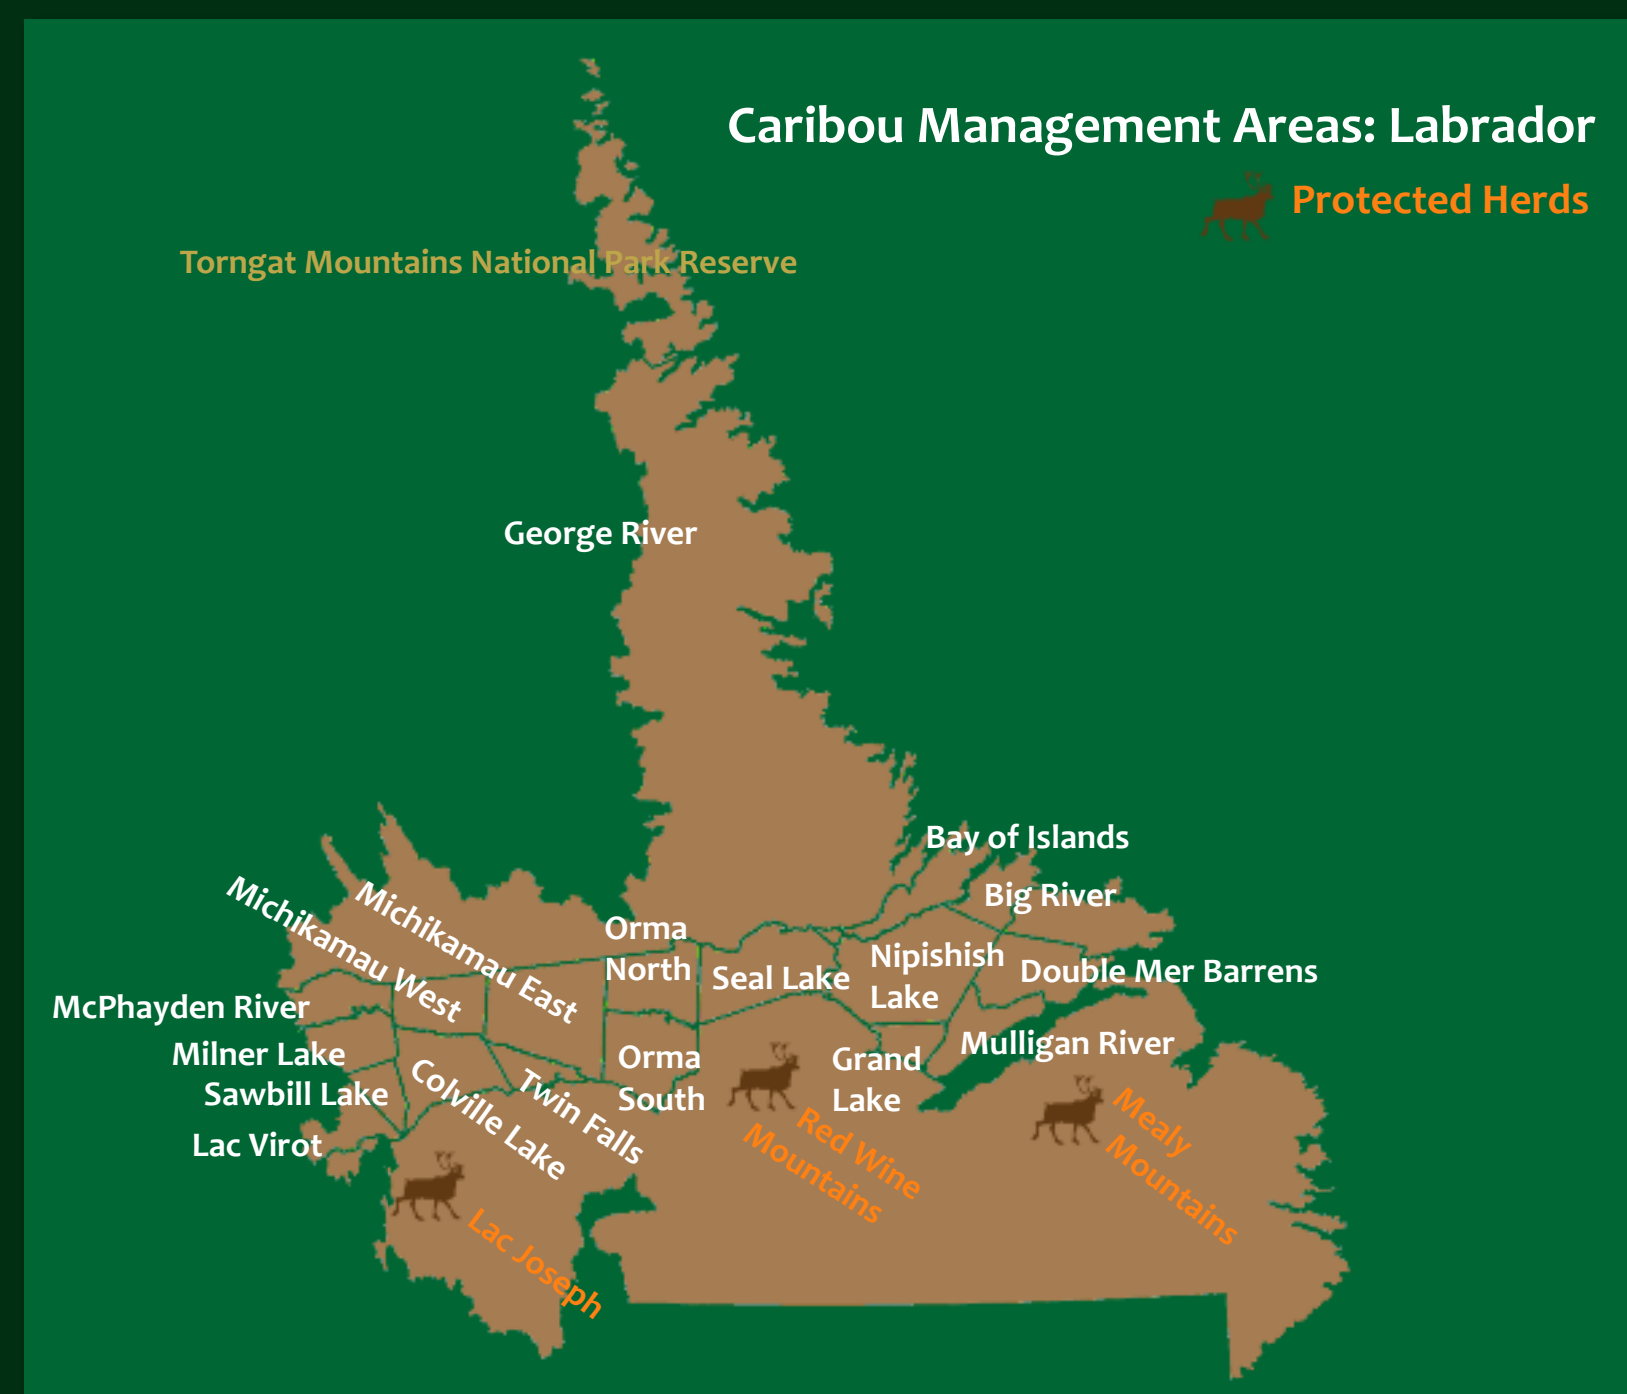 Caribou Management Areas: Labrador
Protected Herds
Torngat Mountains National Park Reserve
George River
Bay of Islands
Big River
Michikamau West
Michikamau East
Orma
North
Seal Lake
Nipishish
Lake
Double Mer Barrens
McPhayden River
Milner Lake
Sawbill Lake
Lac Virot
Colville Lake
Twin Falls
Orma
South
Grand
Lake
Mulligan River
Red Wine
Mountains
Mealy
Mountains
Lac Joseph